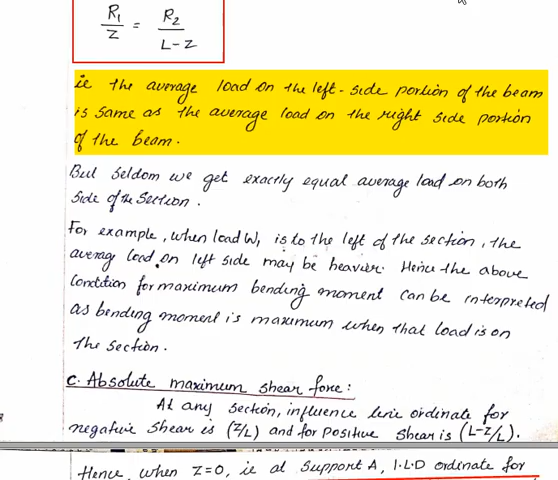 R1/Z = R2/L-Z
ie the average load on the left-side portion of the beam
is same as the average load on the right side portion
of the beam.
But seldom we get exactly equal average load on both
side of the section.
For example, when load W, is to the left of the section, the
averag load on left side may be heavier. Hence the above
Condition for maximum bending moment can be interpreted
as bending moment is maximum when that load is on
the section.
c. Absolute maximum shear force:
At any section, influence line ordinate for
negative shear is (Z/L) and for positive shear is (L-Z/L).
Hence, when Z=0, ie at support A, I.L.D ordinate for